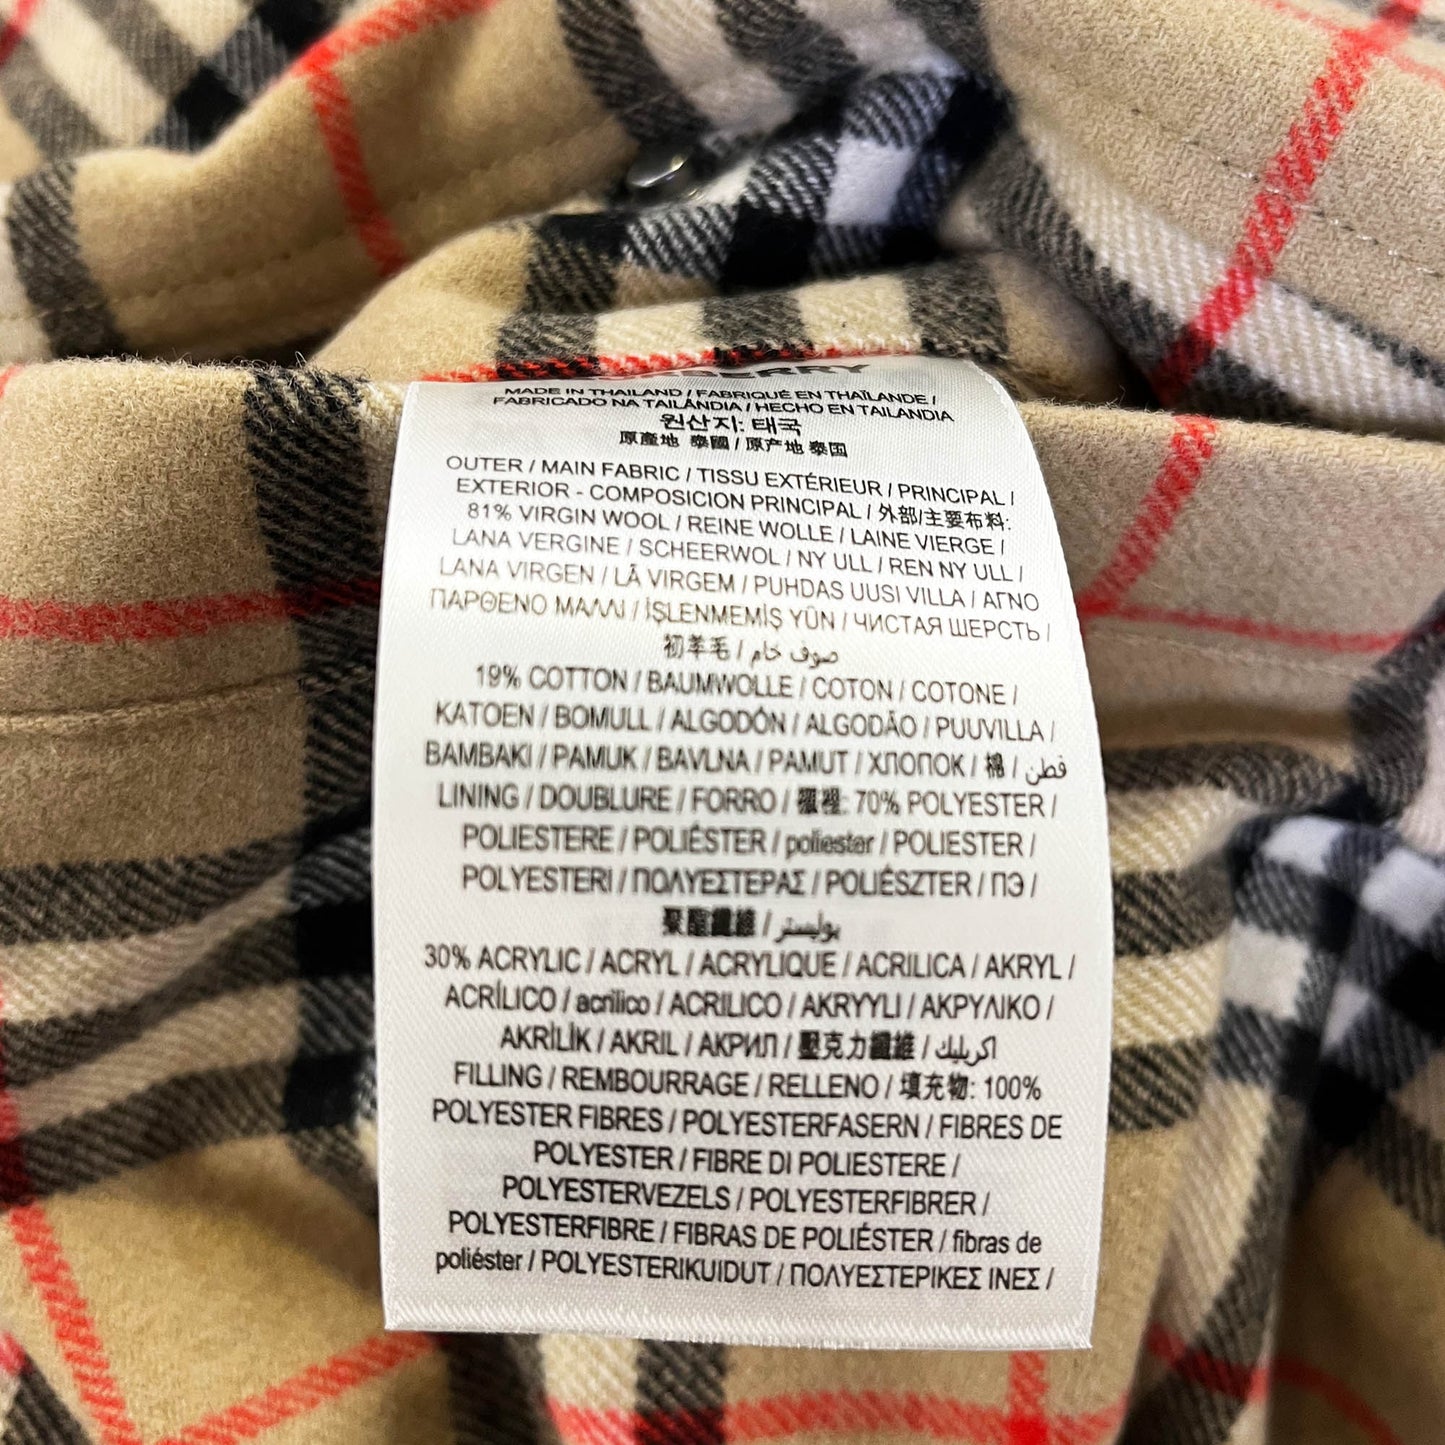 MADE IN THAILAND / FABRIQUÉ EN THAÏLANDE /
FABRICADO NA TAILÂNDIA / HECHO EN TAILANDIA
원산지: 태국
原產地 泰國 / 原产地 泰国
OUTER / MAIN FABRIC / TISSU EXTÉRIEUR / PRINCIPAL /
EXTERIOR - COMPOSICION PRINCIPAL / 外部/主要布料:
81% VIRGIN WOOL / REINE WOLLE / LAINE VIERGE /
LANA VERGINE / SCHEERWOL / NY ULL / REN NY ULL /
LANA VIRGEN / LÃ VIRGEM / PUHDAS UUSI VILLA / ΑΓΝΟ
ΠΑΡΘΕΝΟ ΜΑΛΛΙ / İŞLENMEMİŞ YÜN / ЧИСТАЯ ШЕРСТЬ /
初羊毛 / صوف خام
19% COTTON / BAUMWOLLE / COTON / COTONE /
KATOEN / BOMULL / ALGODÓN / ALGODÃO / PUUVILLA /
BAMBAKI / PAMUK / BAVLNA / PAMUT / ХЛОПОК / 棉 / قطن
LINING / DOUBLURE / FORRO / 襯裡: 70% POLYESTER /
POLIESTERE / POLIÉSTER / poliester / POLIESTER /
POLYESTERI / ΠΟΛΥΕΣΤΕΡΑΣ / POLIÉSZTER / ПЭ /
聚酯纖維 / بوليستر
30% ACRYLIC / ACRYL / ACRYLIQUE / ACRILICA / AKRYL /
ACRÍLICO / acrílico / ACRILICO / AKRYYLI / ΑΚΡΥΛΙΚΟ /
AKRİLİK / AKRIL / АКРИЛ / 壓克力纖維 / اكريليك
FILLING / REMBOURRAGE / RELLENO / 填充物: 100%
POLYESTER FIBRES / POLYESTERFASERN / FIBRES DE
POLYESTER / FIBRE DI POLIESTERE /
POLYESTERVEZELS / POLYESTERFIBRER /
POLYESTERFIBRE / FIBRAS DE POLIÉSTER / fibras de
poliéster / POLYESTERIKUIDUT / ΠΟΛΥΕΣΤΕΡΙΚΕΣ ΙΝΕΣ /